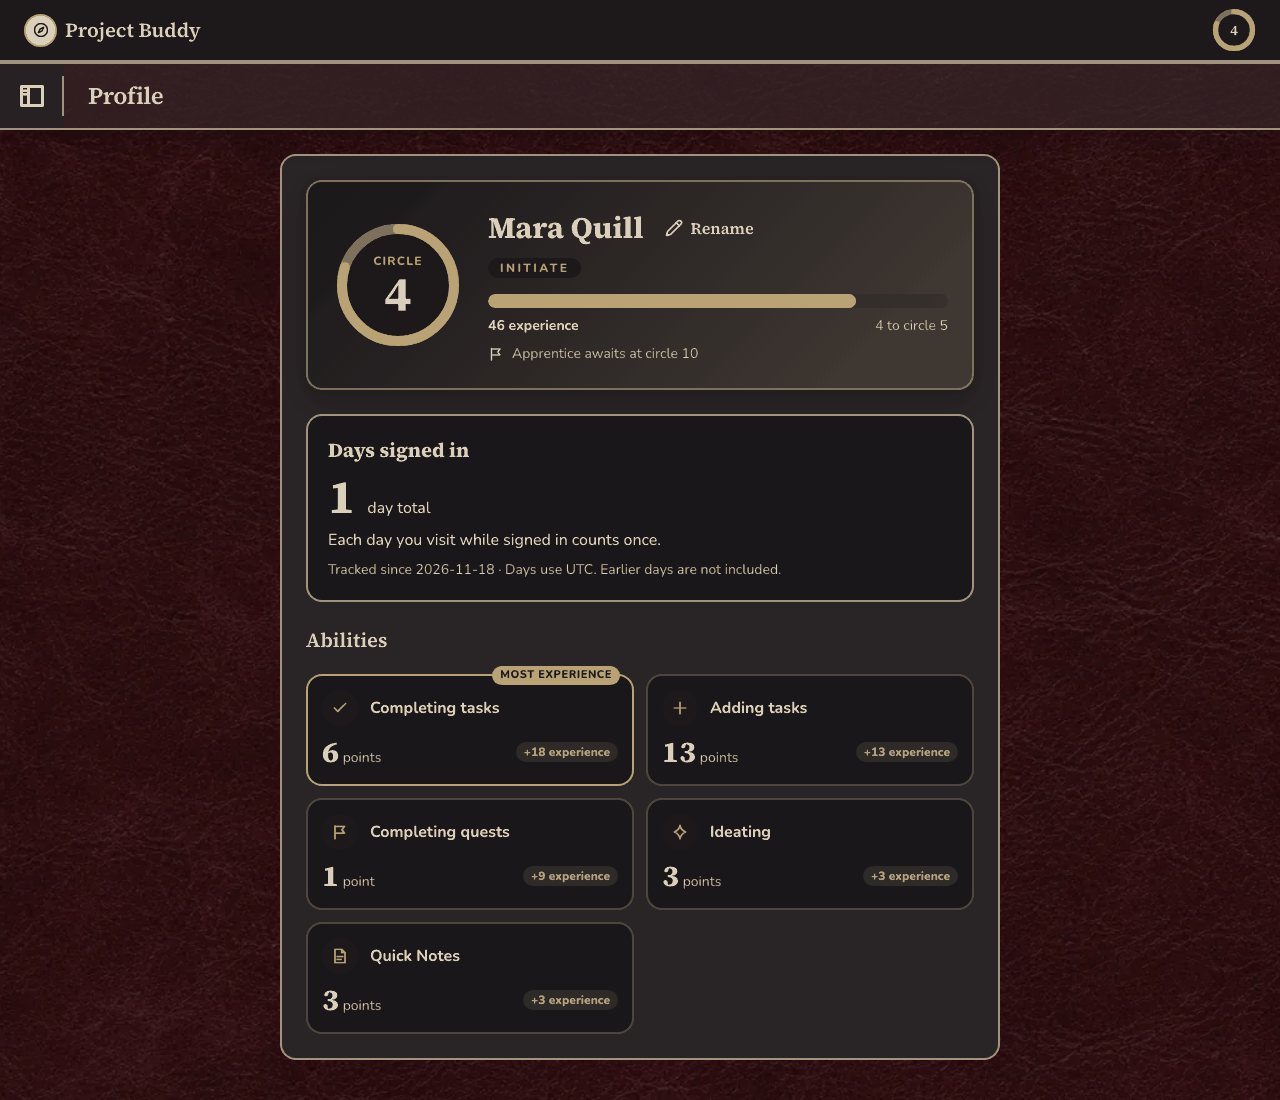 Project Buddy
4
Profile
CIRCLE
4
Mara Quill
Rename
INITIATE
46 experience
4 to circle 5
Apprentice awaits at circle 10
Days signed in
1 day total
Each day you visit while signed in counts once.
Tracked since 2026-11-18 · Days use UTC. Earlier days are not included.
Abilities
MOST EXPERIENCE
Completing tasks
6 points
+18 experience
Adding tasks
13 points
+13 experience
Completing quests
1 point
+9 experience
Ideating
3 points
+3 experience
Quick Notes
3 points
+3 experience